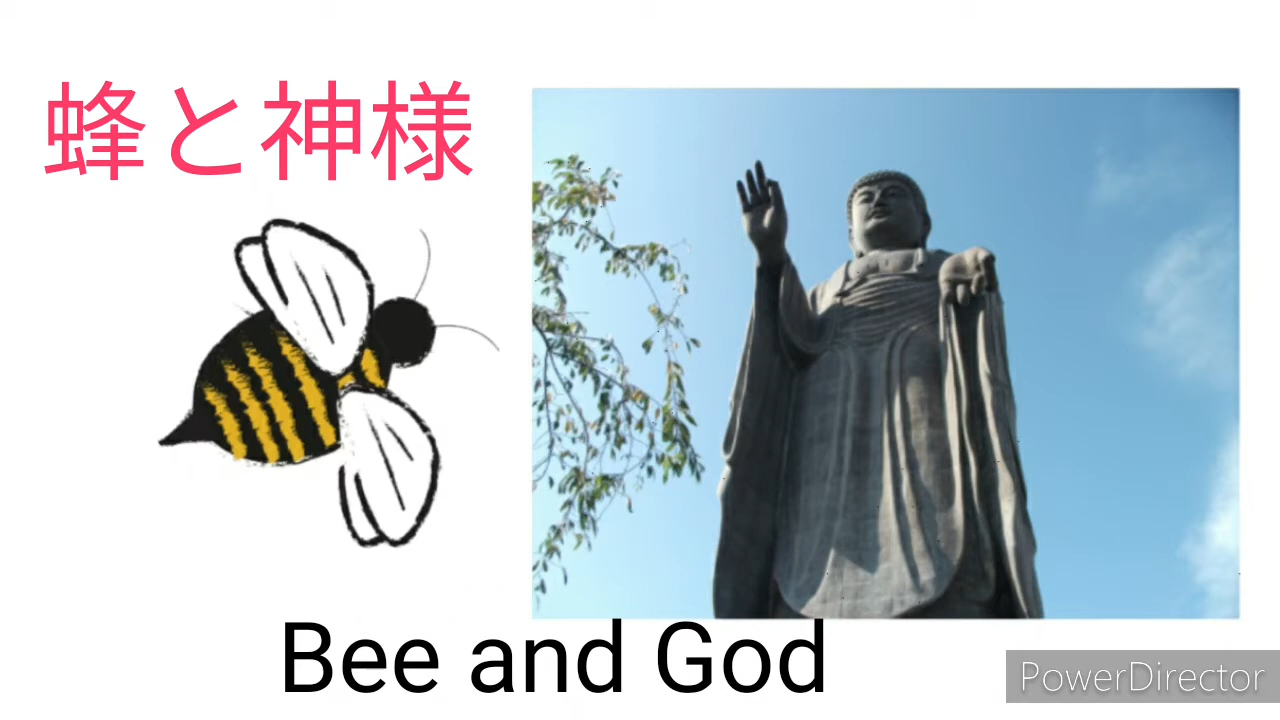 蜂と神様
Bee and God
PowerDirector